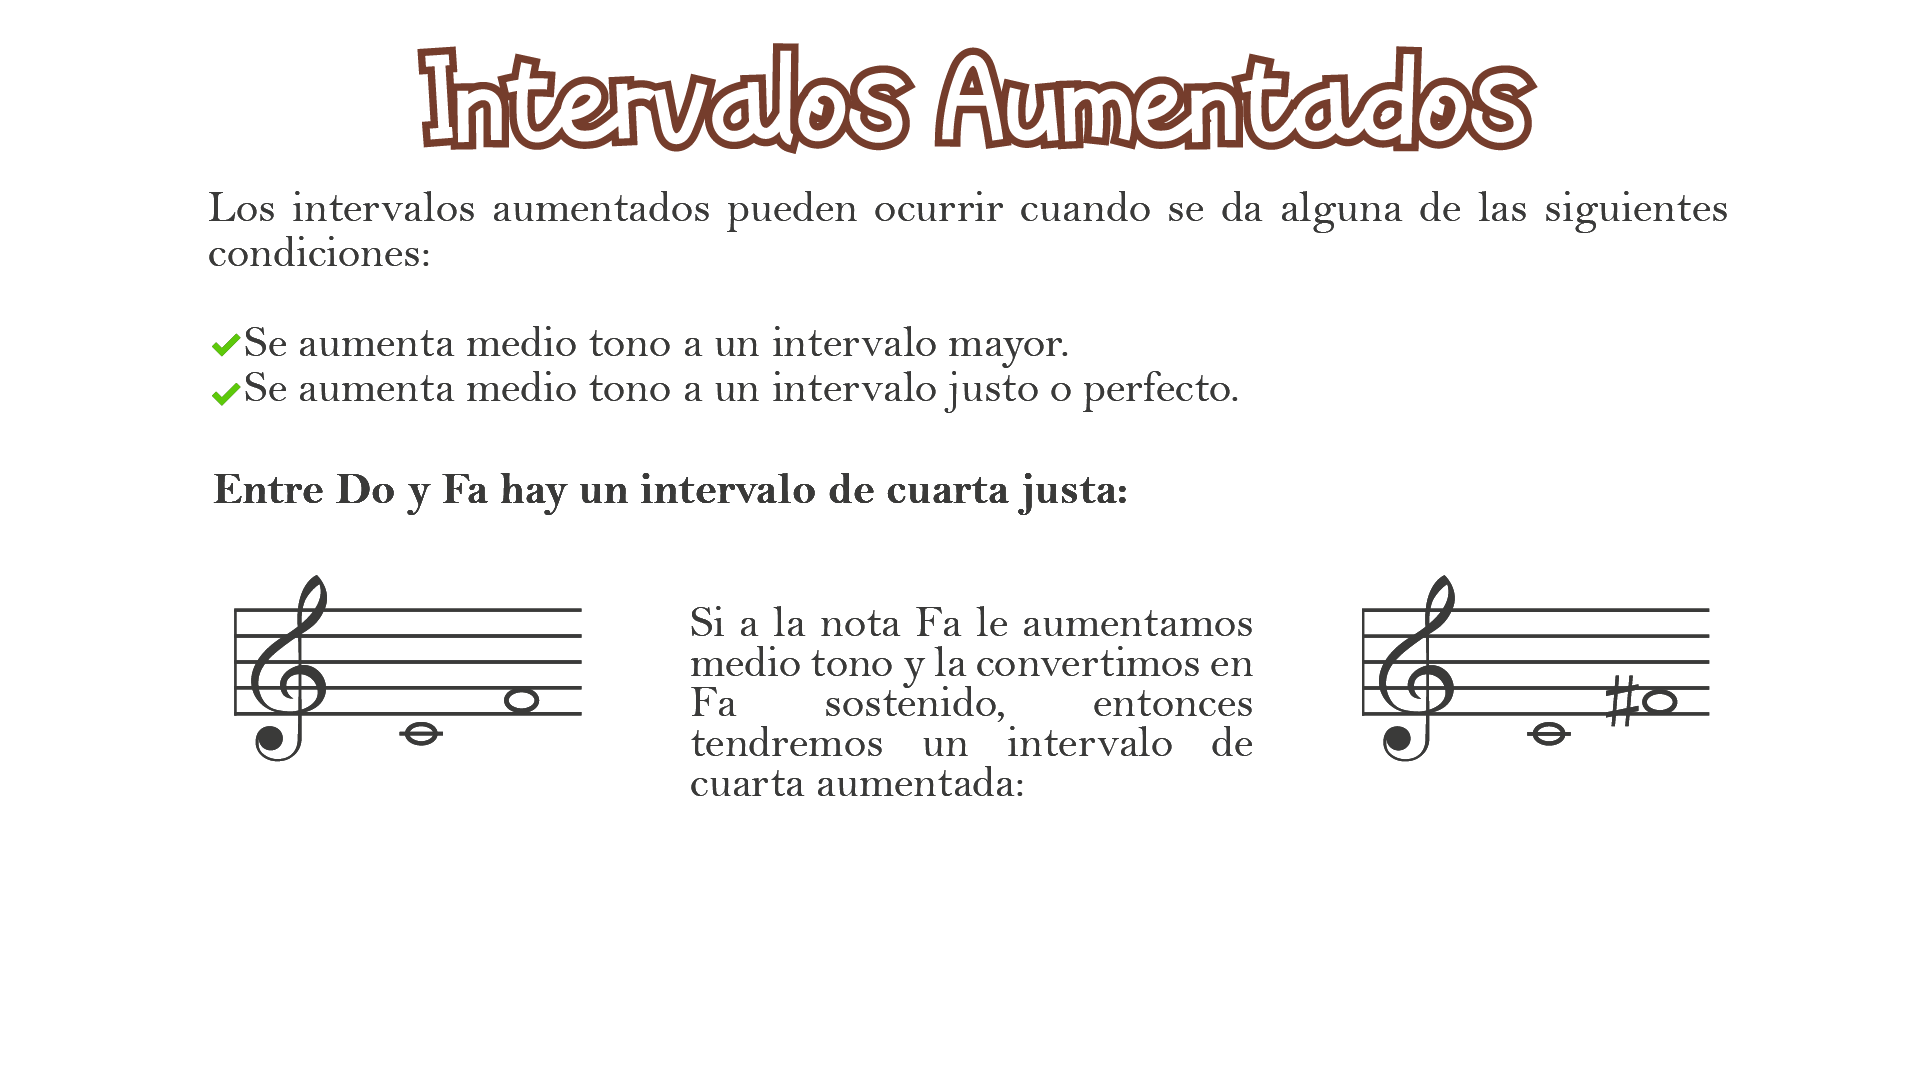 Intervalos Aumentados
Los intervalos aumentados pueden ocurrir cuando se da alguna de las siguientes
condiciones:
Se aumenta medio tono a un intervalo mayor.
Se aumenta medio tono a un intervalo justo o perfecto.
Entre Do y Fa hay un intervalo de cuarta justa:
Si a la nota Fa le aumentamos
medio tono y la convertimos en
Fa sostenido, entonces
tendremos un intervalo de
cuarta aumentada: